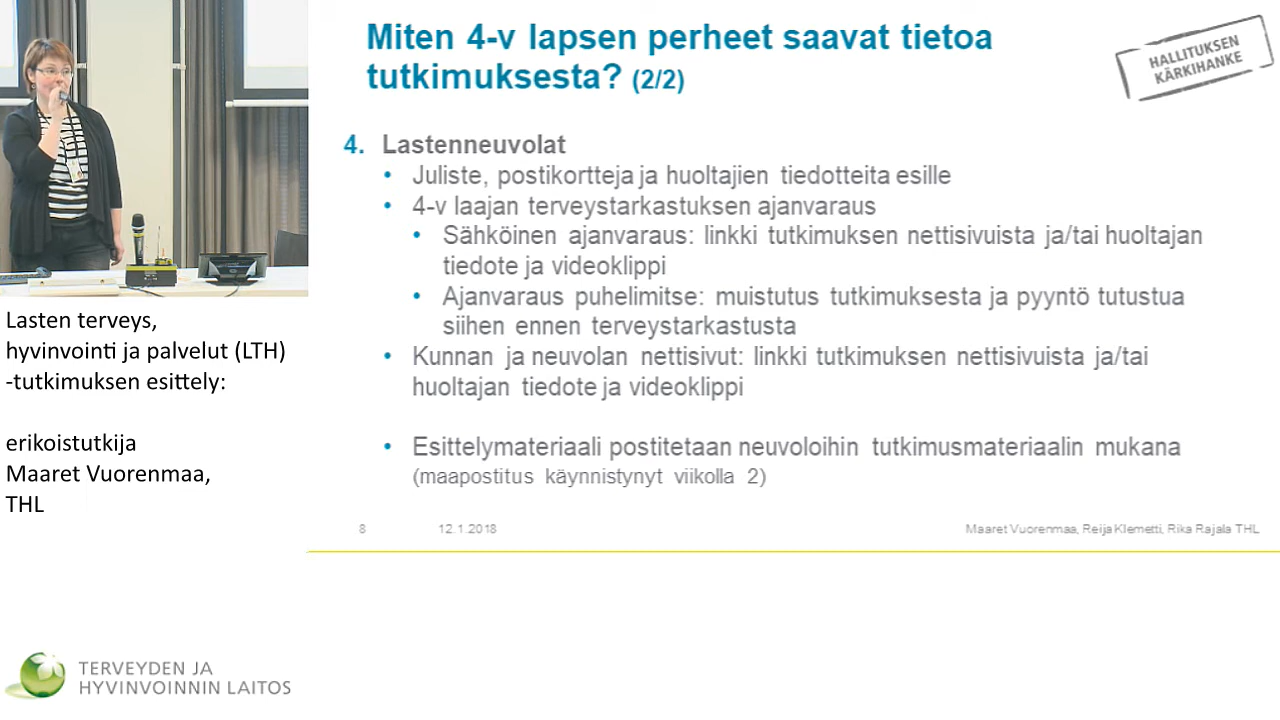 Miten 4-v lapsen perheet saavat tietoa
tutkimuksesta? (2/2)
HALLITUKSEN
KÄRKIHANKE
4. Lastenneuvolat
• Juliste, postikortteja ja huoltajien tiedotteita esille
• 4-v laajan terveystarkastuksen ajanvaraus
• Sähköinen ajanvaraus: linkki tutkimuksen nettisivuista ja/tai huoltajan
tiedote ja videoklippi
• Ajanvaraus puhelimitse: muistutus tutkimuksesta ja pyyntö tutustua
siihen ennen terveystarkastusta
• Kunnan ja neuvolan nettisivut: linkki tutkimuksen nettisivuista ja/tai
huoltajan tiedote ja videoklippi
• Esittelymateriaali postitetaan neuvoloihin tutkimusmateriaalin mukana
(maapostitus käynnistynyt viikolla 2)
8 12.1.2018 Maaret Vuorenmaa, Reija Klemetti, Rika Rajala THL
Lasten terveys,
hyvinvointi ja palvelut (LTH)
-tutkimuksen esittely:
erikoistutkija
Maaret Vuorenmaa,
THL
TERVEYDEN JA
HYVINVOINNIN LAITOS